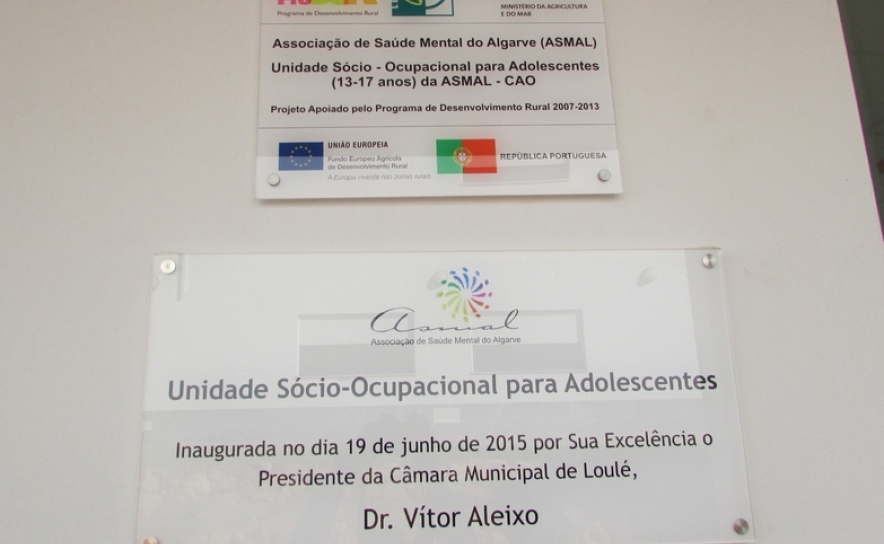 Programa de Desenvolvimento Rural
MINISTÉRIO DA AGRICULTURA
E DO MAR
Associação de Saúde Mental do Algarve (ASMAL)
Unidade Sócio - Ocupacional para Adolescentes
(13-17 anos) da ASMAL - CAO
Projeto Apoiado pelo Programa de Desenvolvimento Rural 2007-2013
UNIÃO EUROPEIA
Fundo Europeu Agrícola
de Desenvolvimento Rural
A Europa investe nas zonas rurais
REPÚBLICA PORTUGUESA
asmal
Associação de Saúde Mental do Algarve
Unidade Sócio-Ocupacional para Adolescentes
Inaugurada no dia 19 de junho de 2015 por Sua Excelência o
Presidente da Câmara Municipal de Loulé,
Dr. Vítor Aleixo